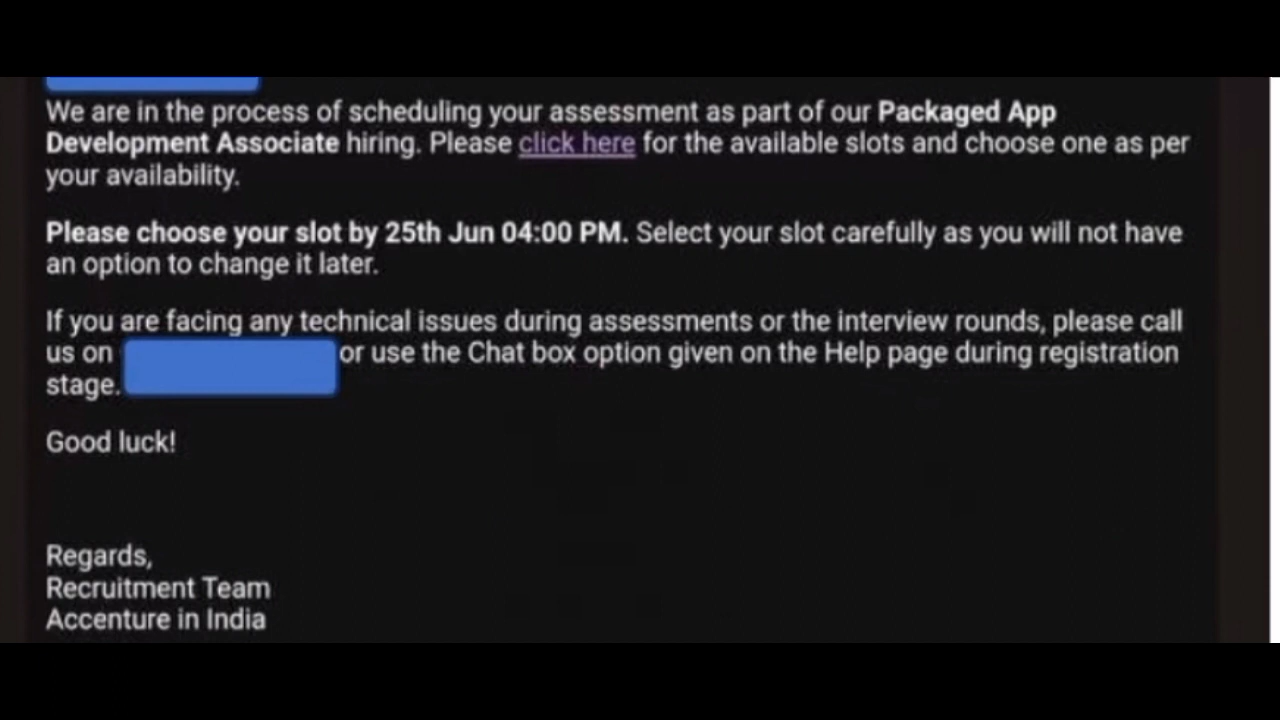 We are in the process of scheduling your assessment as part of our Packaged App
Development Associate hiring. Please click here for the available slots and choose one as per
your availability.
Please choose your slot by 25th Jun 04:00 PM. Select your slot carefully as you will not have
an option to change it later.
If you are facing any technical issues during assessments or the interview rounds, please call
us on or use the Chat box option given on the Help page during registration
stage.
Good luck!
Regards,
Recruitment Team
Accenture in India